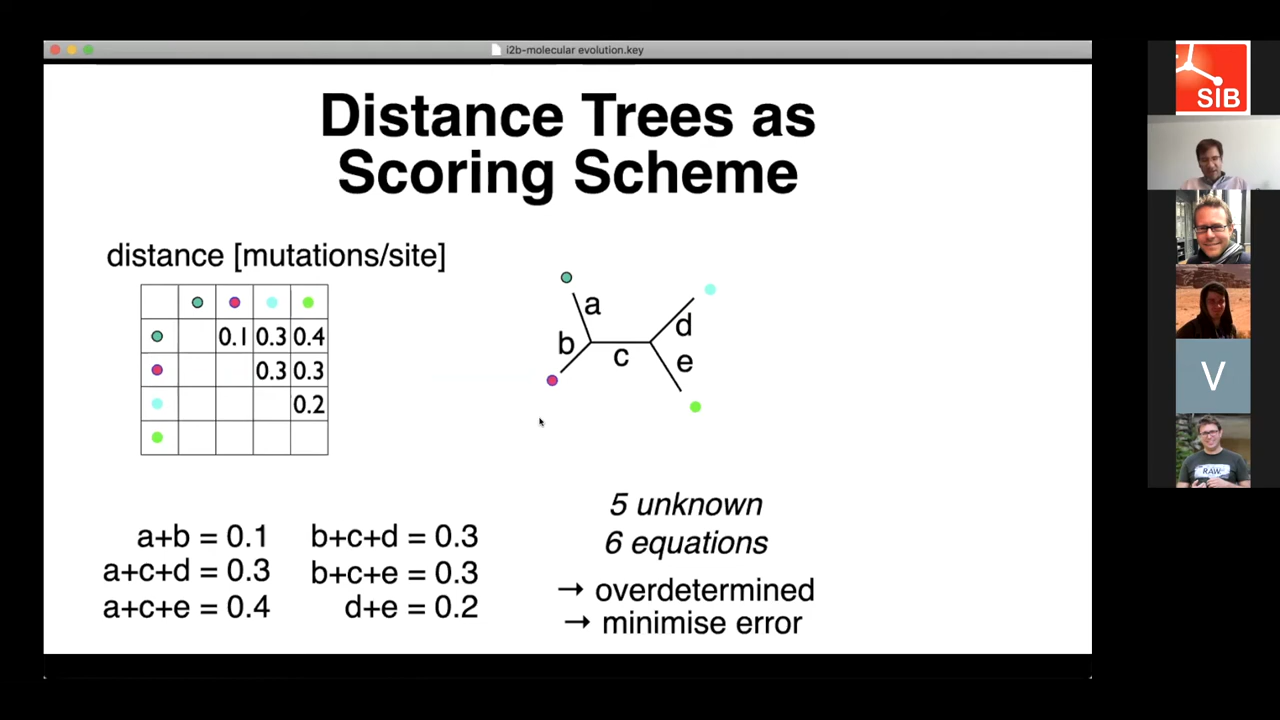 i2b-molecular evolution.key
Distance Trees as
Scoring Scheme
distance [mutations/site]
0.1 0.3 0.4
0.3 0.3
0.2
a
b
c
d
e
a+b = 0.1
a+c+d = 0.3
a+c+e = 0.4
b+c+d = 0.3
b+c+e = 0.3
d+e = 0.2
5 unknown
6 equations
→ overdetermined
→ minimise error
SIB
V
RAW